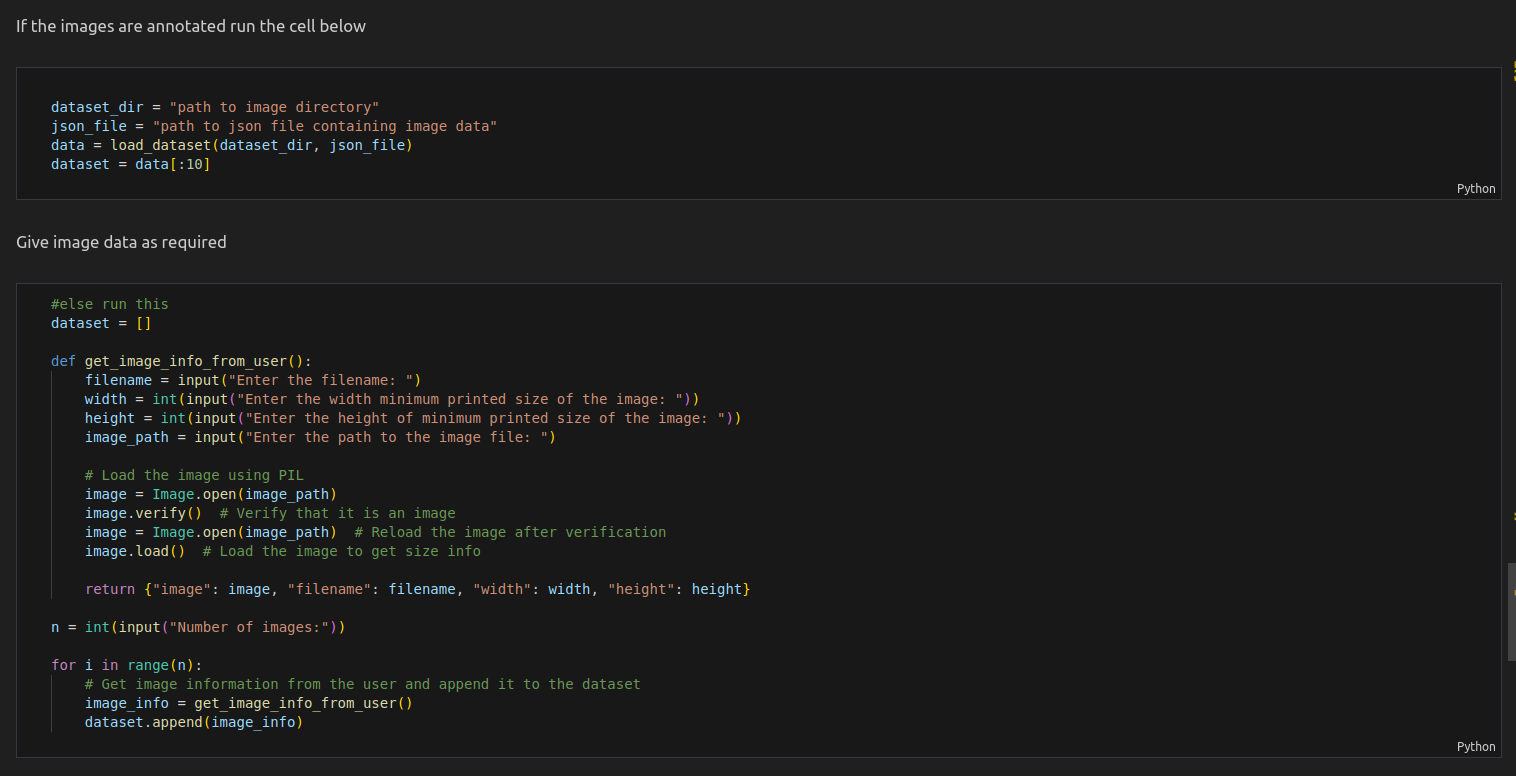 If the images are annotated run the cell below
dataset_dir = "path to image directory"
json_file = "path to json file containing image data"
data = load_dataset(dataset_dir, json_file)
dataset = data[:10]
Python
Give image data as required
#else run this
dataset = []
def get_image_info_from_user():
    filename = input("Enter the filename: ")
    width = int(input("Enter the width minimum printed size of the image: "))
    height = int(input("Enter the height of minimum printed size of the image: "))
    image_path = input("Enter the path to the image file: ")
    # Load the image using PIL
    image = Image.open(image_path)
    image.verify()  # Verify that it is an image
    image = Image.open(image_path)  # Reload the image after verification
    image.load()  # Load the image to get size info
    return {"image": image, "filename": filename, "width": width, "height": height}
n = int(input("Number of images:"))
for i in range(n):
    # Get image information from the user and append it to the dataset
    image_info = get_image_info_from_user()
    dataset.append(image_info)
Python